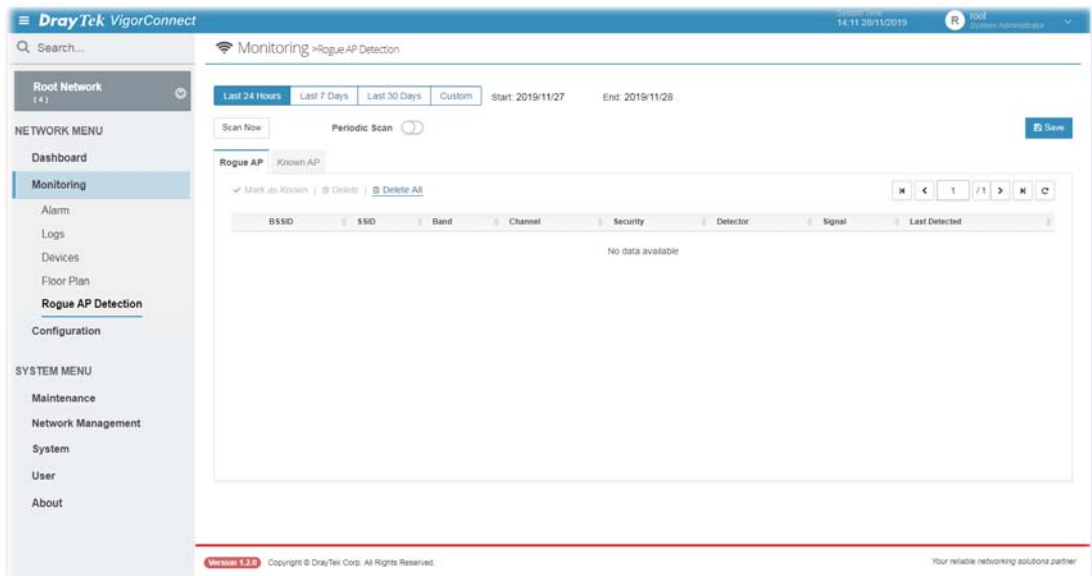 DrayTek VigorConnect
System Time
14:11 28/11/2019
R
root
System Administrator
Search...
Monitoring >Rogue AP Detection
Root Network
(4)
Last 24 Hours Last 7 Days Last 30 Days Custom Start: 2019/11/27 End: 2019/11/28
NETWORK MENU
Scan Now Periodic Scan Save
Dashboard
Monitoring
Alarm
Logs
Devices
Floor Plan
Rogue AP Detection
Configuration
SYSTEM MENU
Maintenance
Network Management
System
User
About
Rogue AP Known AP
Mark as Known | Delete | Delete All
1 / 1
BSSID SSID Band Channel Security Detector Signal Last Detected
No data available
Version 1.2.0 Copyright © DrayTek Corp. All Rights Reserved.
Your reliable networking solutions partner